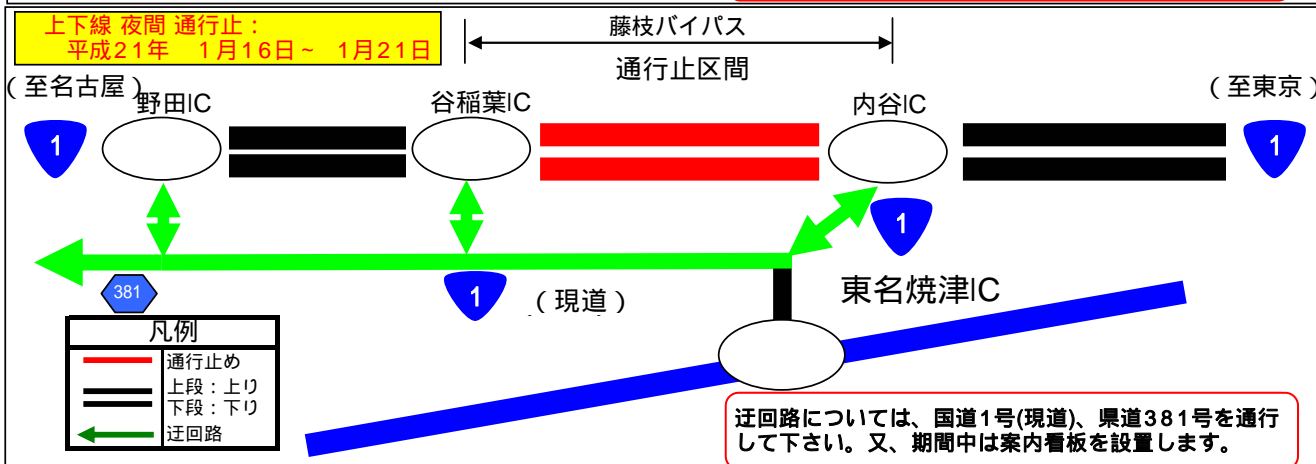 上下線 夜間 通行止：
平成21年 1月16日～ 1月21日
藤枝バイパス
通行止区間
（至名古屋）
（至東京）
野田IC
谷稲葉IC
内谷IC
1
1
1
381
1
（現道）
東名焼津IC
凡例
通行止め
上段：上り
下段：下り
迂回路
迂回路については、国道1号(現道)、県道381号を通行
して下さい。又、期間中は案内看板を設置します。